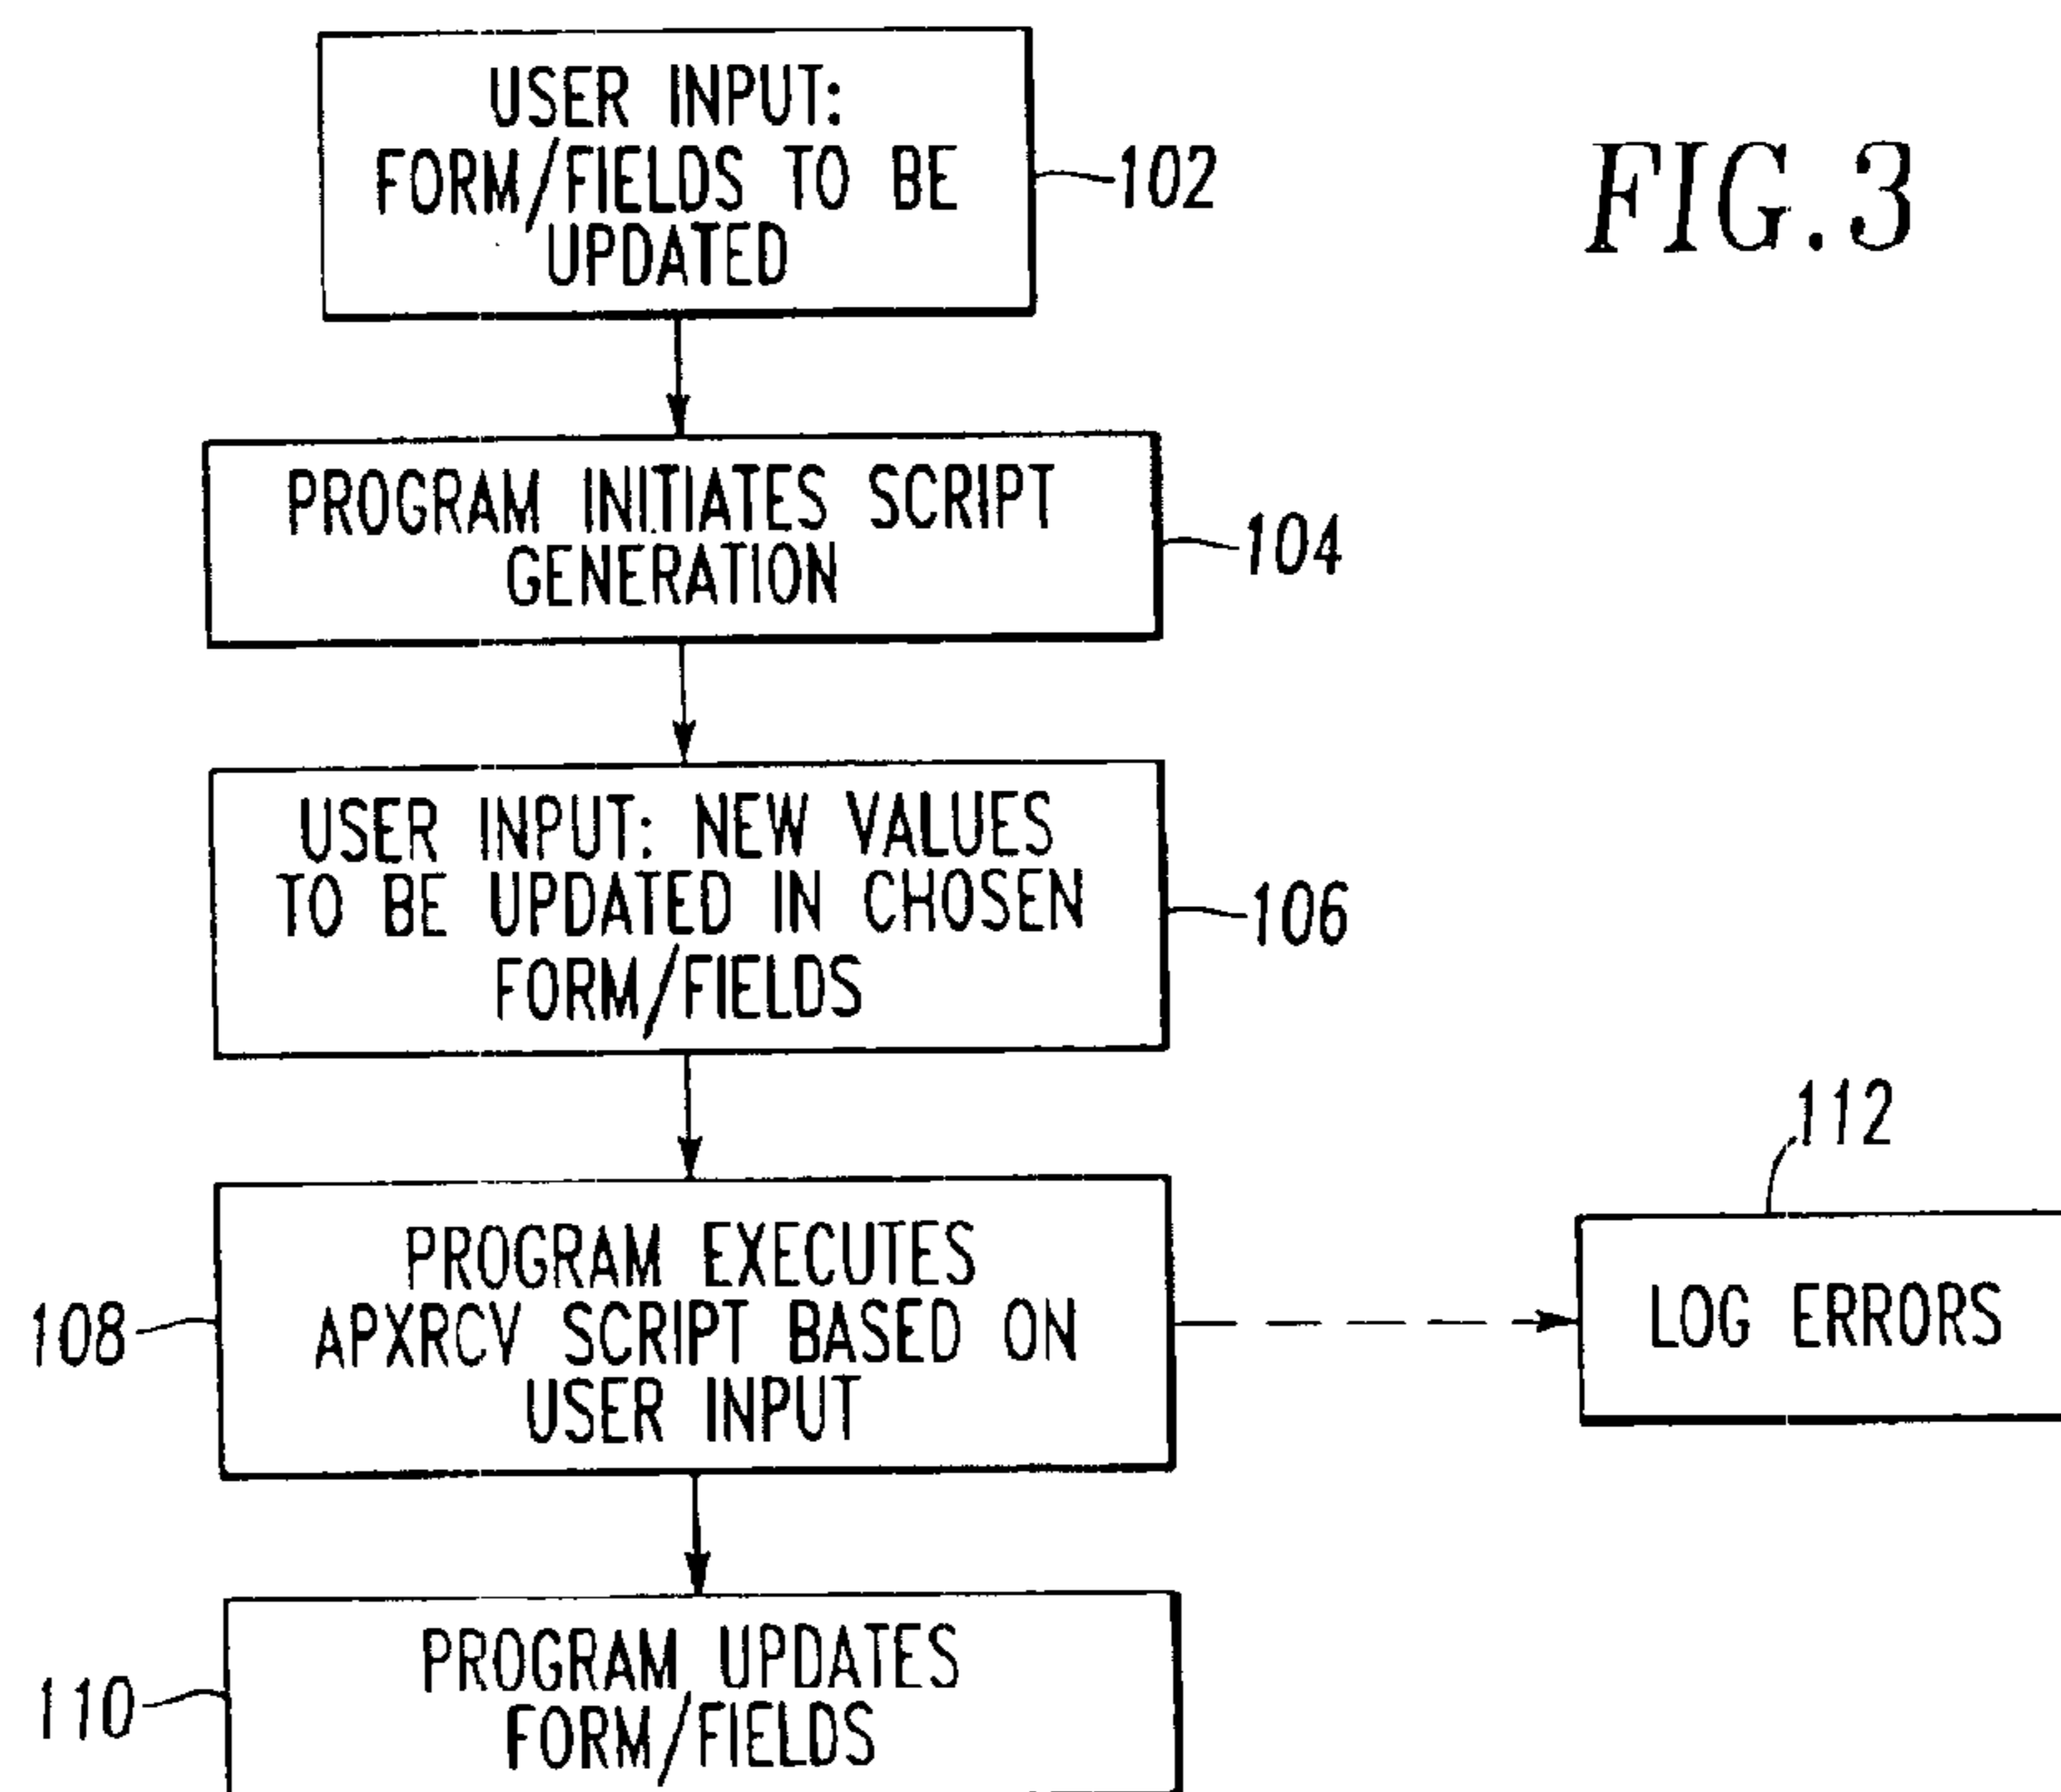 USER INPUT:
FORM/FIELDS TO BE
UPDATED
102
FIG. 3
PROGRAM INITIATES SCRIPT
GENERATION
104
USER INPUT: NEW VALUES
TO BE UPDATED IN CHOSEN
FORM/FIELDS
106
PROGRAM EXECUTES
APXRCV SCRIPT BASED ON
USER INPUT
108
112
LOG ERRORS
PROGRAM UPDATES
FORM/FIELDS
110